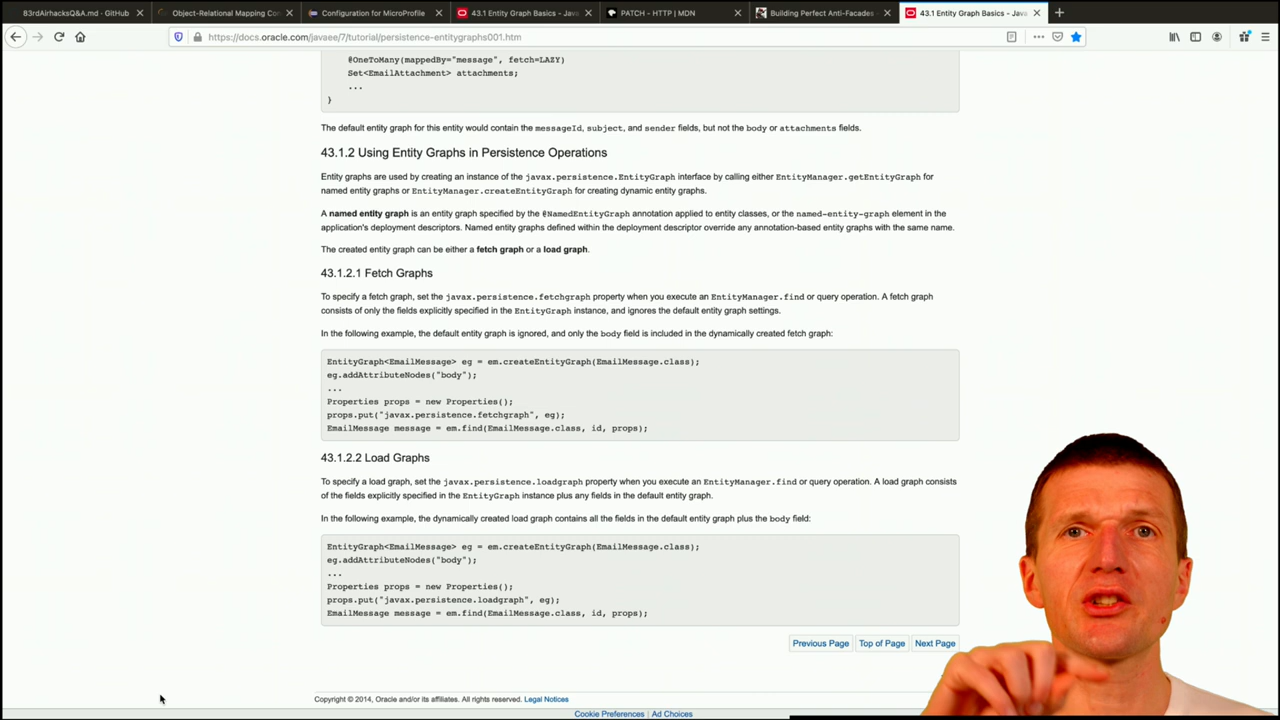 83rdAirhacksQ&A.md · GitHub
Object-Relational Mapping Con
Configuration for MicroProfile
43.1 Entity Graph Basics - Java
PATCH - HTTP | MDN
Building Perfect Anti-Facades -
43.1 Entity Graph Basics - Java
https://docs.oracle.com/javaee/7/tutorial/persistence-entitygraphs001.htm
@OneToMany(mappedBy="message", fetch=LAZY)
Set<EmailAttachment> attachments;
...
}
The default entity graph for this entity would contain the messageId, subject, and sender fields, but not the body or attachments fields.
43.1.2 Using Entity Graphs in Persistence Operations
Entity graphs are used by creating an instance of the javax.persistence.EntityGraph interface by calling either EntityManager.getEntityGraph for
named entity graphs or EntityManager.createEntityGraph for creating dynamic entity graphs.
A named entity graph is an entity graph specified by the @NamedEntityGraph annotation applied to entity classes, or the named-entity-graph element in the
application's deployment descriptors. Named entity graphs defined within the deployment descriptor override any annotation-based entity graphs with the same name.
The created entity graph can be either a fetch graph or a load graph.
43.1.2.1 Fetch Graphs
To specify a fetch graph, set the javax.persistence.fetchgraph property when you execute an EntityManager.find or query operation. A fetch graph
consists of only the fields explicitly specified in the EntityGraph instance, and ignores the default entity graph settings.
In the following example, the default entity graph is ignored, and only the body field is included in the dynamically created fetch graph:
EntityGraph<EmailMessage> eg = em.createEntityGraph(EmailMessage.class);
eg.addAttributeNodes("body");
...
Properties props = new Properties();
props.put("javax.persistence.fetchgraph", eg);
EmailMessage message = em.find(EmailMessage.class, id, props);
43.1.2.2 Load Graphs
To specify a load graph, set the javax.persistence.loadgraph property when you execute an EntityManager.find or query operation. A load graph consists
of the fields explicitly specified in the EntityGraph instance plus any fields in the default entity graph.
In the following example, the dynamically created load graph contains all the fields in the default entity graph plus the body field:
EntityGraph<EmailMessage> eg = em.createEntityGraph(EmailMessage.class);
eg.addAttributeNodes("body");
...
Properties props = new Properties();
props.put("javax.persistence.loadgraph", eg);
EmailMessage message = em.find(EmailMessage.class, id, props);
Previous Page
Top of Page
Next Page
Copyright © 2014, Oracle and/or its affiliates. All rights reserved. Legal Notices
Cookie Preferences | Ad Choices